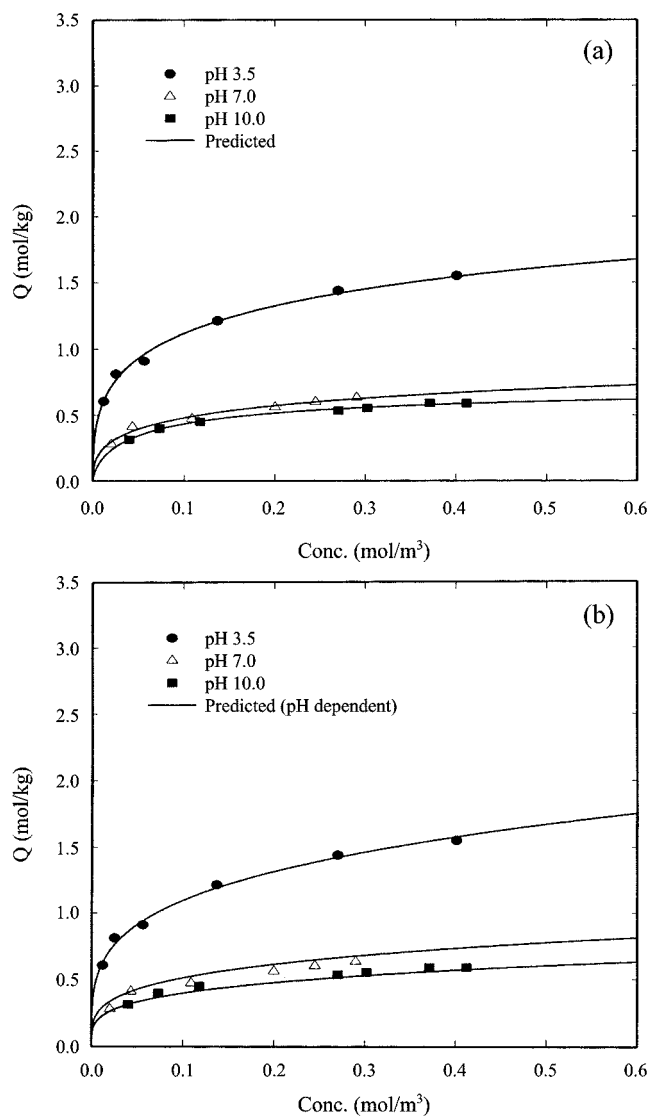 (a)
pH 3.5
pH 7.0
pH 10.0
Predicted
3.5
3.0
2.5
2.0
1.5
1.0
0.5
0.0
Q (mol/kg)
0.0 0.1 0.2 0.3 0.4 0.5 0.6
Conc. (mol/m³)
(b)
pH 3.5
pH 7.0
pH 10.0
Predicted (pH dependent)
3.5
3.0
2.5
2.0
1.5
1.0
0.5
0.0
Q (mol/kg)
0.0 0.1 0.2 0.3 0.4 0.5 0.6
Conc. (mol/m³)